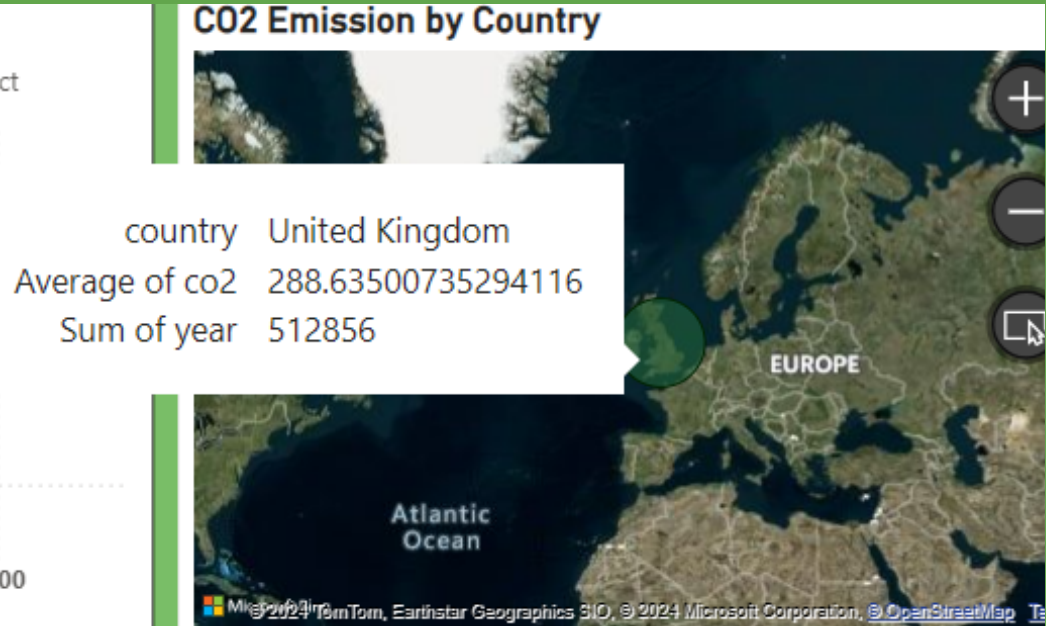 CO2 Emission by Country
ct
country United Kingdom
Average of co2 288.63500735294116
Sum of year 512856
EUROPE
Atlantic
Ocean
00
© 2024 TomTom, Earthstar Geographics SIO, © 2024 Microsoft Corporation, © OpenStreetMap Te